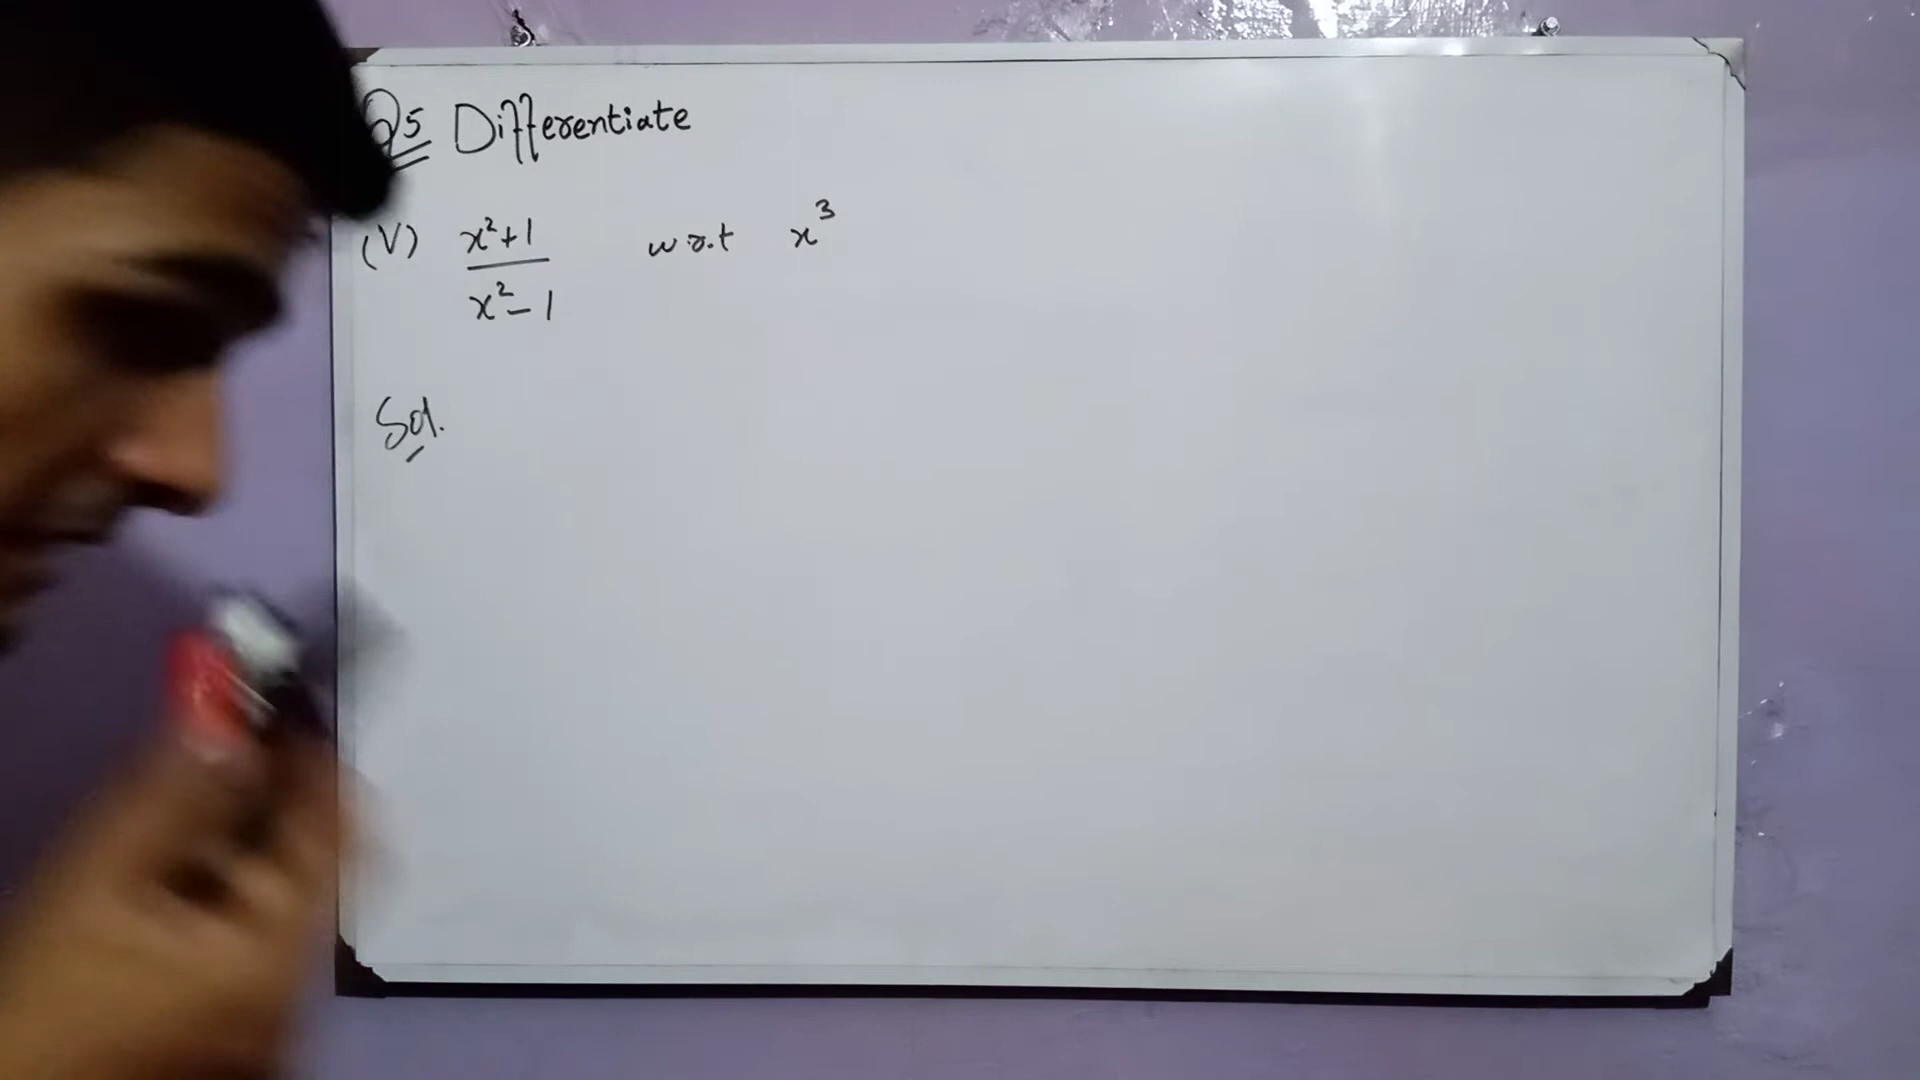 Q5 Differentiate
(V) x²+1 / x²-1 w.r.t x³
Sol.